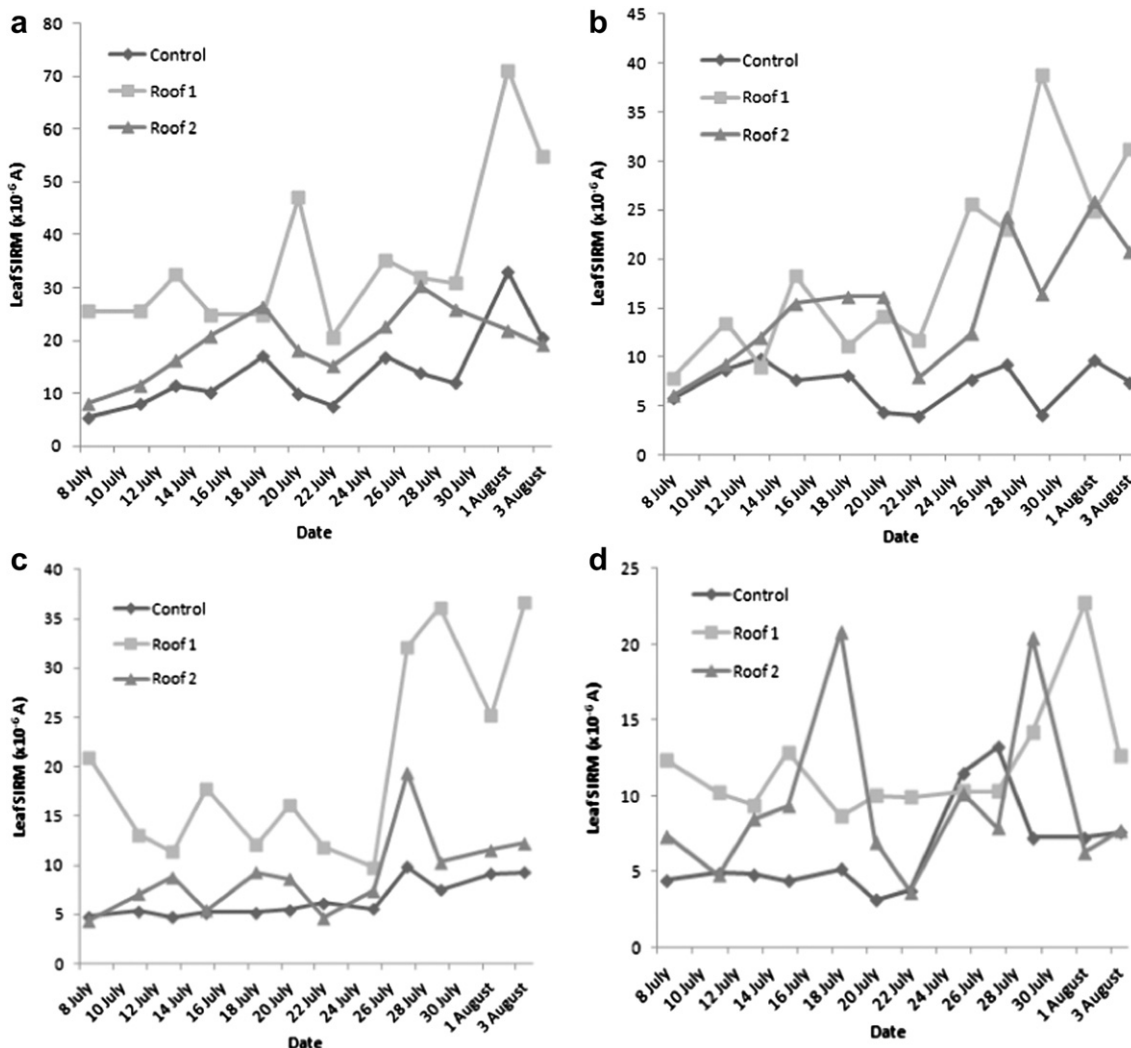 a
80
70
60
50
40
30
20
10
0
Leaf SIRM (x10⁻⁶ A)
Control
Roof 1
Roof 2
8 July
10 July
12 July
14 July
16 July
18 July
20 July
22 July
24 July
26 July
28 July
30 July
1 August
3 August
Date
b
45
40
35
30
25
20
15
10
5
0
Leaf SIRM (x10⁻⁶ A)
Control
Roof 1
Roof 2
8 July
10 July
12 July
14 July
16 July
18 July
20 July
22 July
24 July
26 July
28 July
30 July
1 August
3 August
Date
c
40
35
30
25
20
15
10
5
0
Leaf SIRM (x10⁻⁶ A)
Control
Roof 1
Roof 2
8 July
10 July
12 July
14 July
16 July
18 July
20 July
22 July
24 July
26 July
28 July
30 July
1 August
3 August
Date
d
25
20
15
10
5
0
Leaf SIRM (x10⁻⁶ A)
Control
Roof 1
Roof 2
8 July
10 July
12 July
14 July
16 July
18 July
20 July
22 July
24 July
26 July
28 July
30 July
1 August
3 August
Date